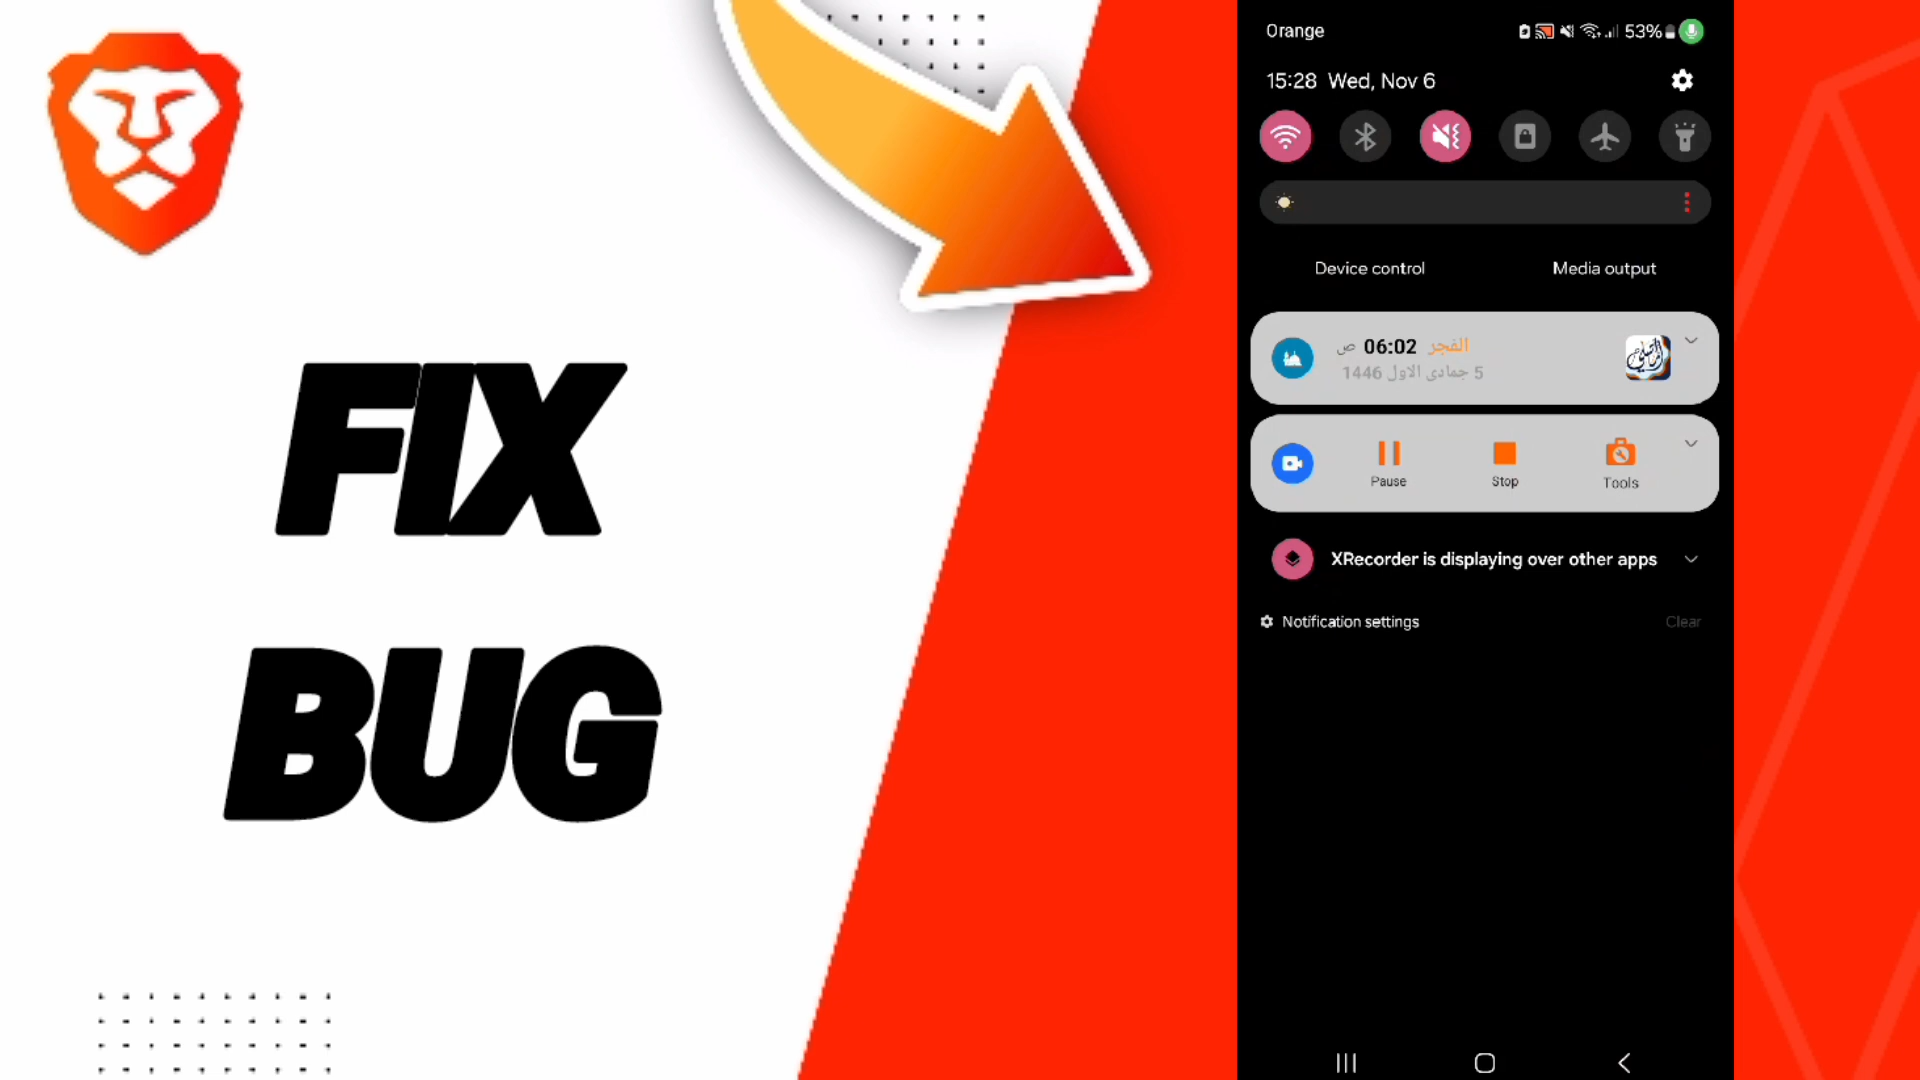 FIX
BUG
Orange
53%
15:28 Wed, Nov 6
Device control
Media output
الفجر 06:02 ص
5 جمادى الاول 1446
Pause
Stop
Tools
XRecorder is displaying over other apps
Notification settings
Clear